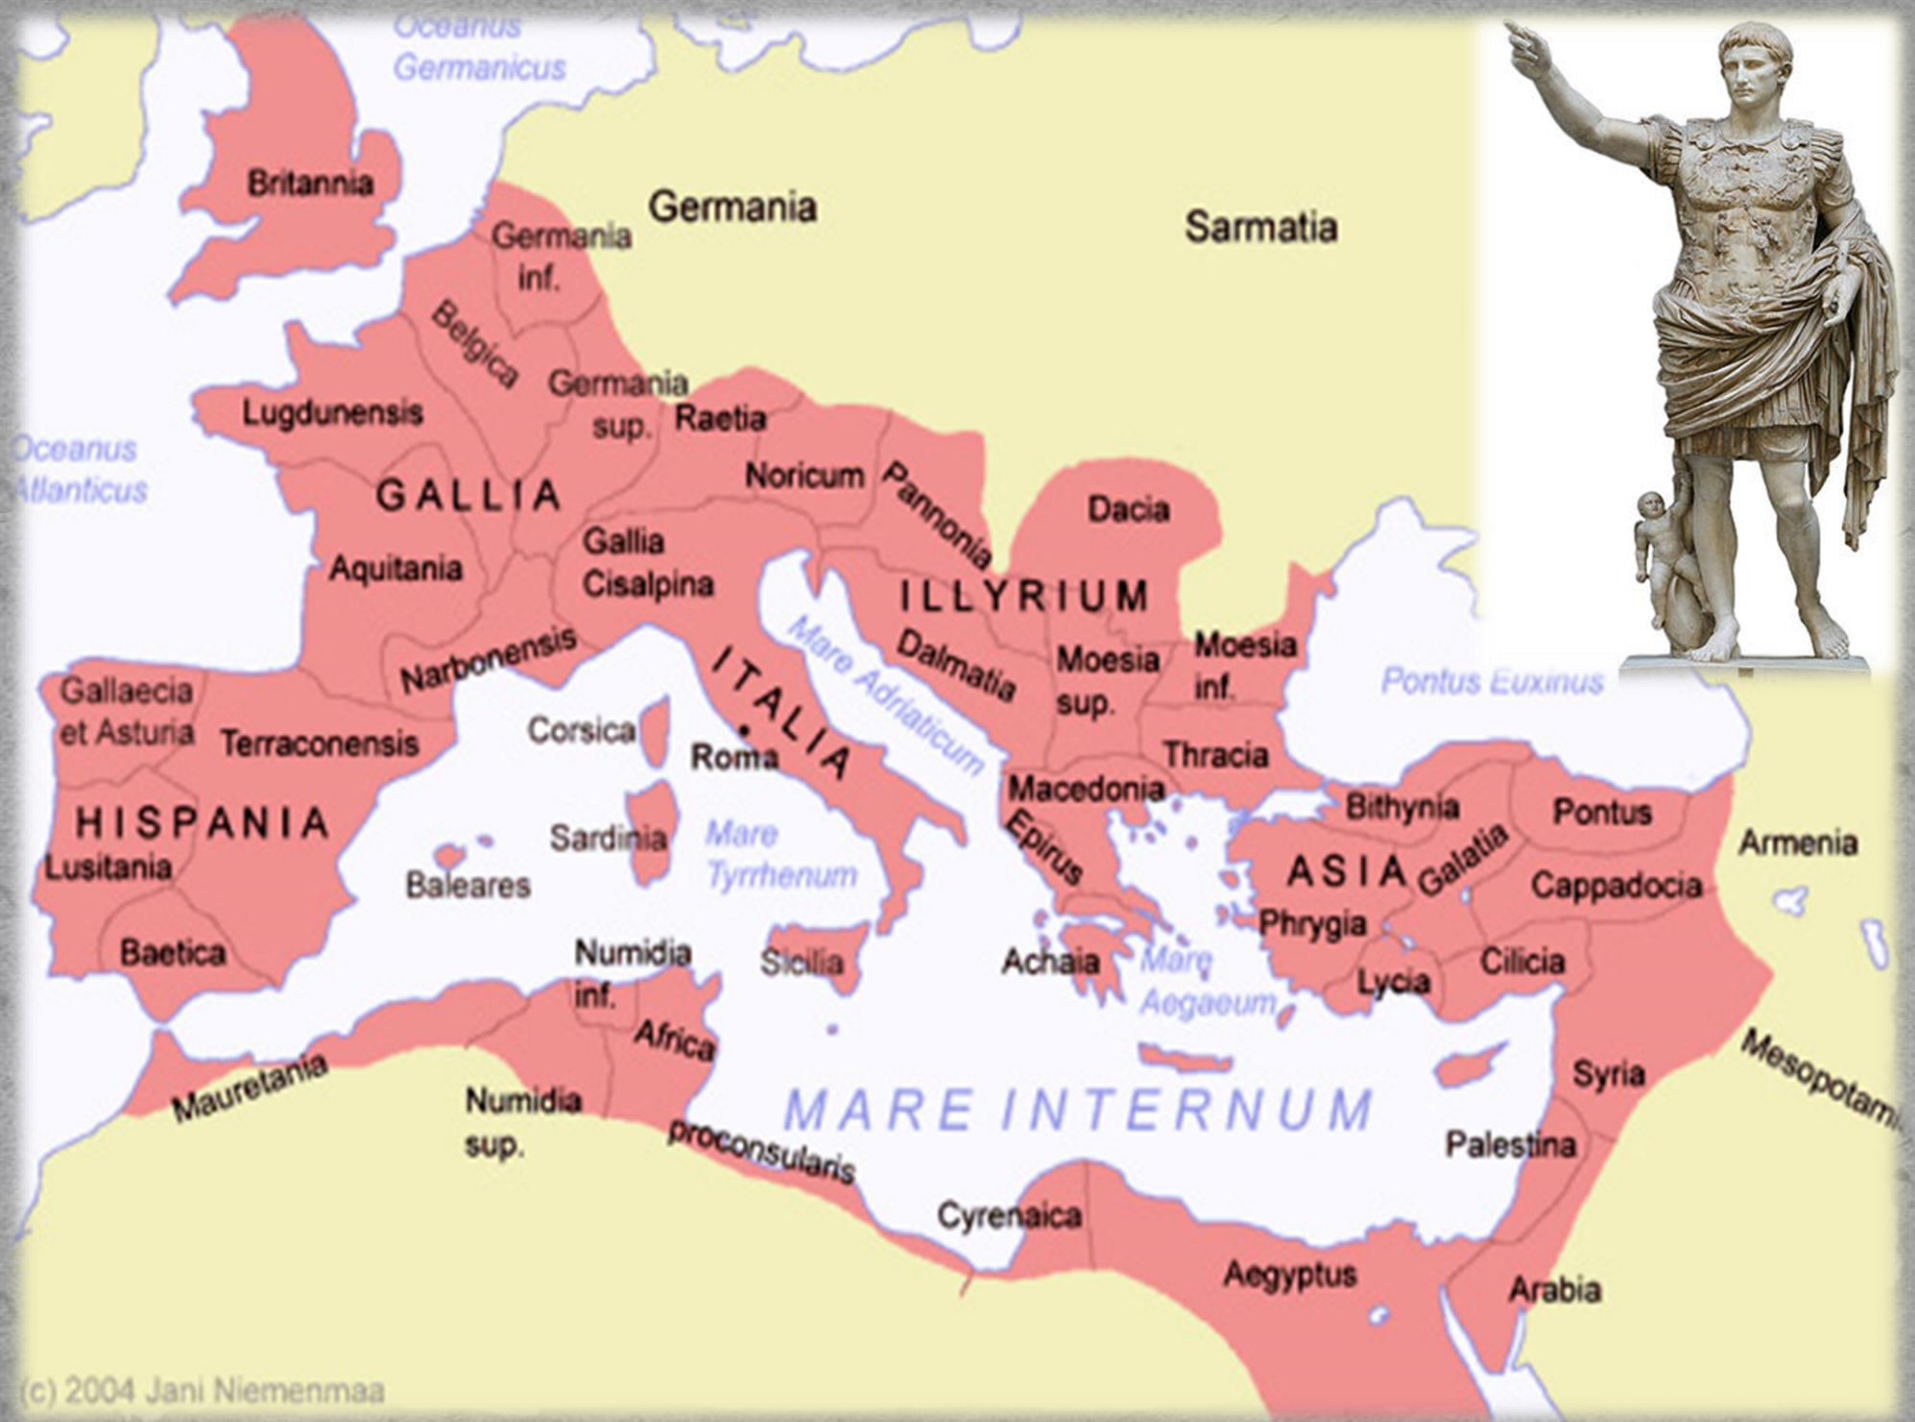 Oceanus
Germanicus
Britannia
Germania
Sarmatia
Germania
inf.
Belgica
Germania
sup.
Lugdunensis
Raetia
Oceanus
Atlanticus
GALLIA
Noricum
Pannonia
Dacia
Gallia
Cisalpina
Aquitania
ILLYRIUM
Narbonensis
ITALIA
Mare Adriaticum
Dalmatia
Moesia
sup.
Moesia
inf.
Pontus Euxinus
Gallaecia
et Asturia
Terraconensis
Corsica
Roma
Thracia
Macedonia
Bithynia
Pontus
HISPANIA
Lusitania
Sardinia
Mare
Tyrrhenum
Epirus
ASIA
Galatia
Armenia
Baleares
Cappadocia
Phrygia
Baetica
Numidia
inf.
Sicilia
Achaia
Mare
Aegaeum
Lycia
Cilicia
Africa
Mauretania
Numidia
sup.
proconsularis
MARE INTERNUM
Syria
Mesopotami
Palestina
Cyrenaica
Aegyptus
Arabia
(c) 2004 Jani Niemenmaa